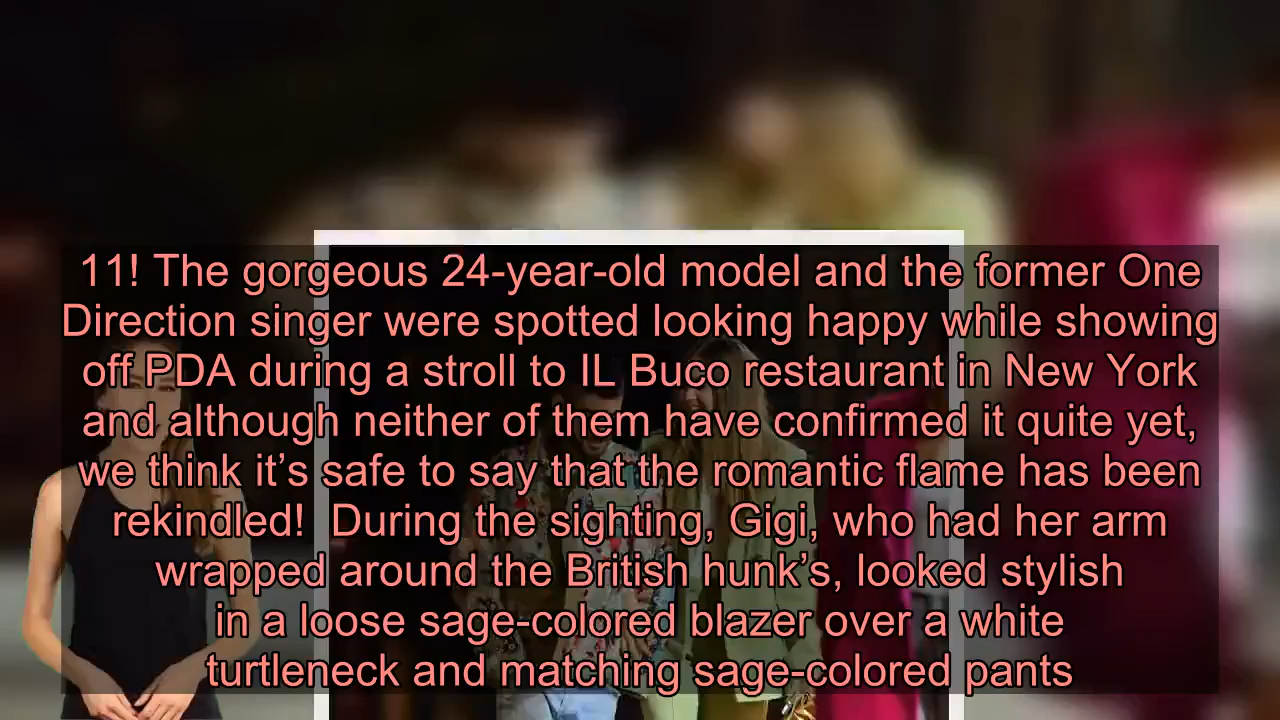 11! The gorgeous 24-year-old model and the former One
Direction singer were spotted looking happy while showing
off PDA during a stroll to IL Buco restaurant in New York
and although neither of them have confirmed it quite yet,
we think it’s safe to say that the romantic flame has been
rekindled!  During the sighting, Gigi, who had her arm
wrapped around the British hunk’s, looked stylish
in a loose sage-colored blazer over a white
turtleneck and matching sage-colored pants